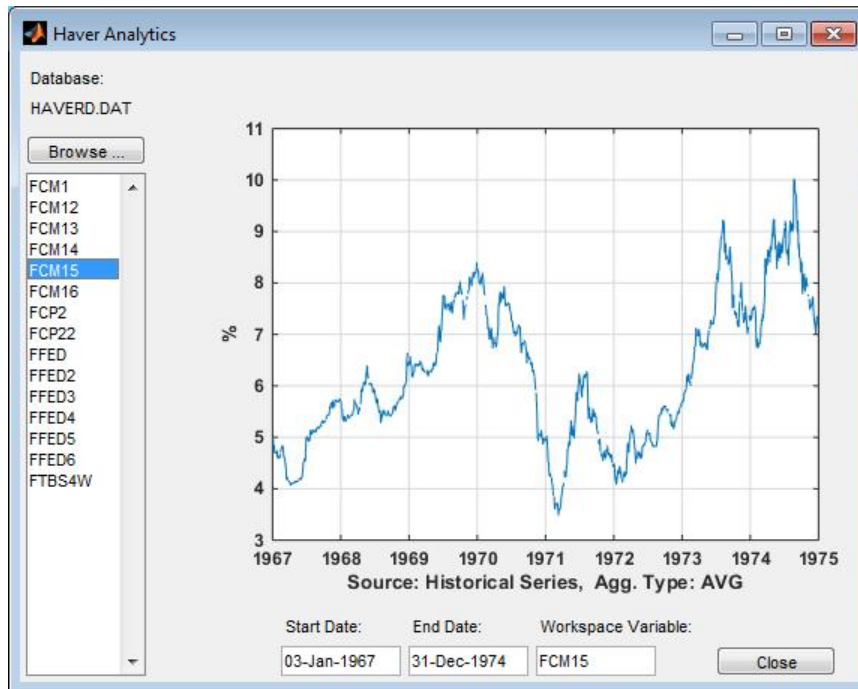 Haver Analytics
Database:
HAVERD.DAT
Browse ...
FCM1
FCM12
FCM13
FCM14
FCM15
FCM16
FCP2
FCP22
FFED
FFED2
FFED3
FFED4
FFED5
FFED6
FTBS4W
11
10
9
8
7
6
5
4
3
%
1967 1968 1969 1970 1971 1972 1973 1974 1975
Source: Historical Series, Agg. Type: AVG
Start Date: End Date: Workspace Variable:
03-Jan-1967 31-Dec-1974 FCM15 Close